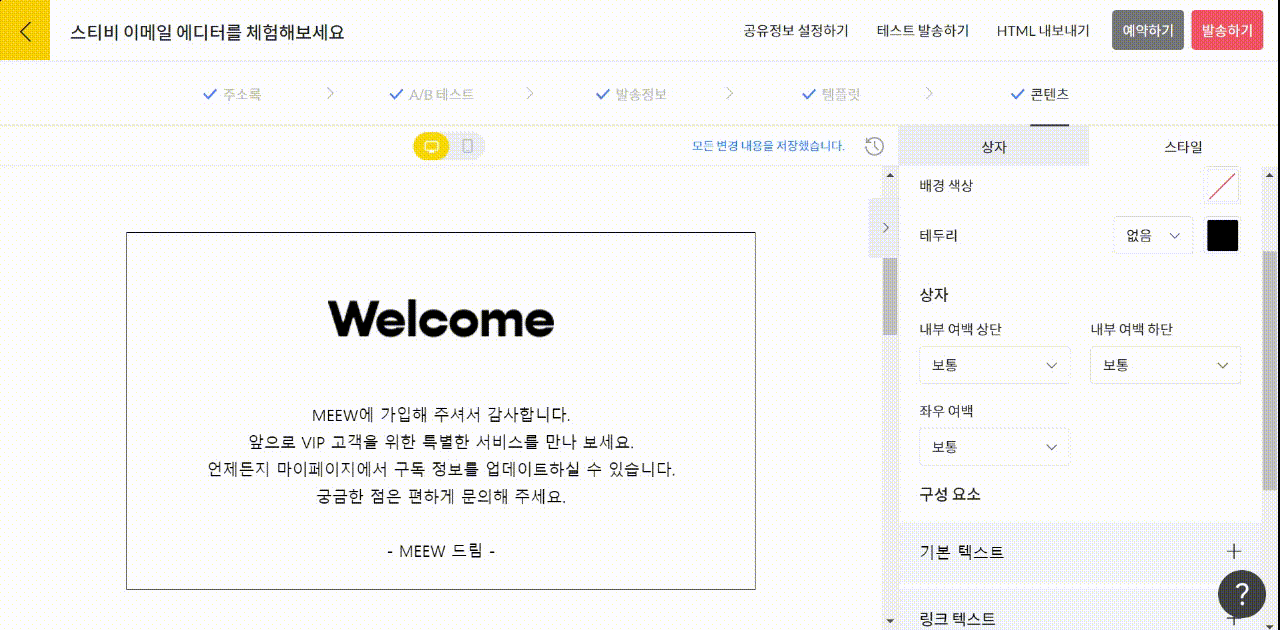 스티비 이메일 에디터를 체험해보세요
공유정보 설정하기
테스트 발송하기
HTML 내보내기
예약하기
발송하기
주소록
A/B 테스트
발송정보
템플릿
콘텐츠
모든 변경 내용을 저장했습니다.
상자
스타일
Welcome
MEEW에 가입해 주셔서 감사합니다.
앞으로 VIP 고객을 위한 특별한 서비스를 만나 보세요.
언제든지 마이페이지에서 구독 정보를 업데이트하실 수 있습니다.
궁금한 점은 편하게 문의해 주세요.
- MEEW 드림 -
배경 색상
테두리
없음
상자
내부 여백 상단
내부 여백 하단
보통
보통
좌우 여백
보통
구성 요소
기본 텍스트
링크 텍스트
?